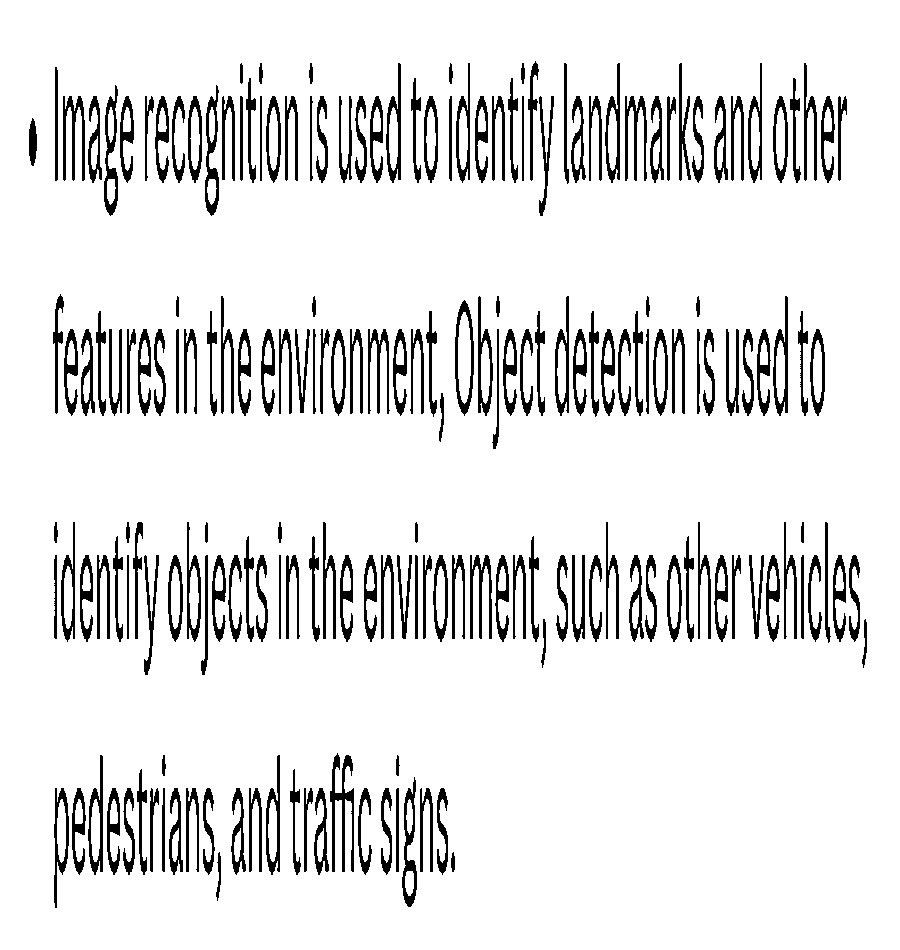 • Image recognition is used to identify landmarks and other
features in the environment, Object detection is used to
identify objects in the environment, such as other vehicles,
pedestrians, and traffic signs.